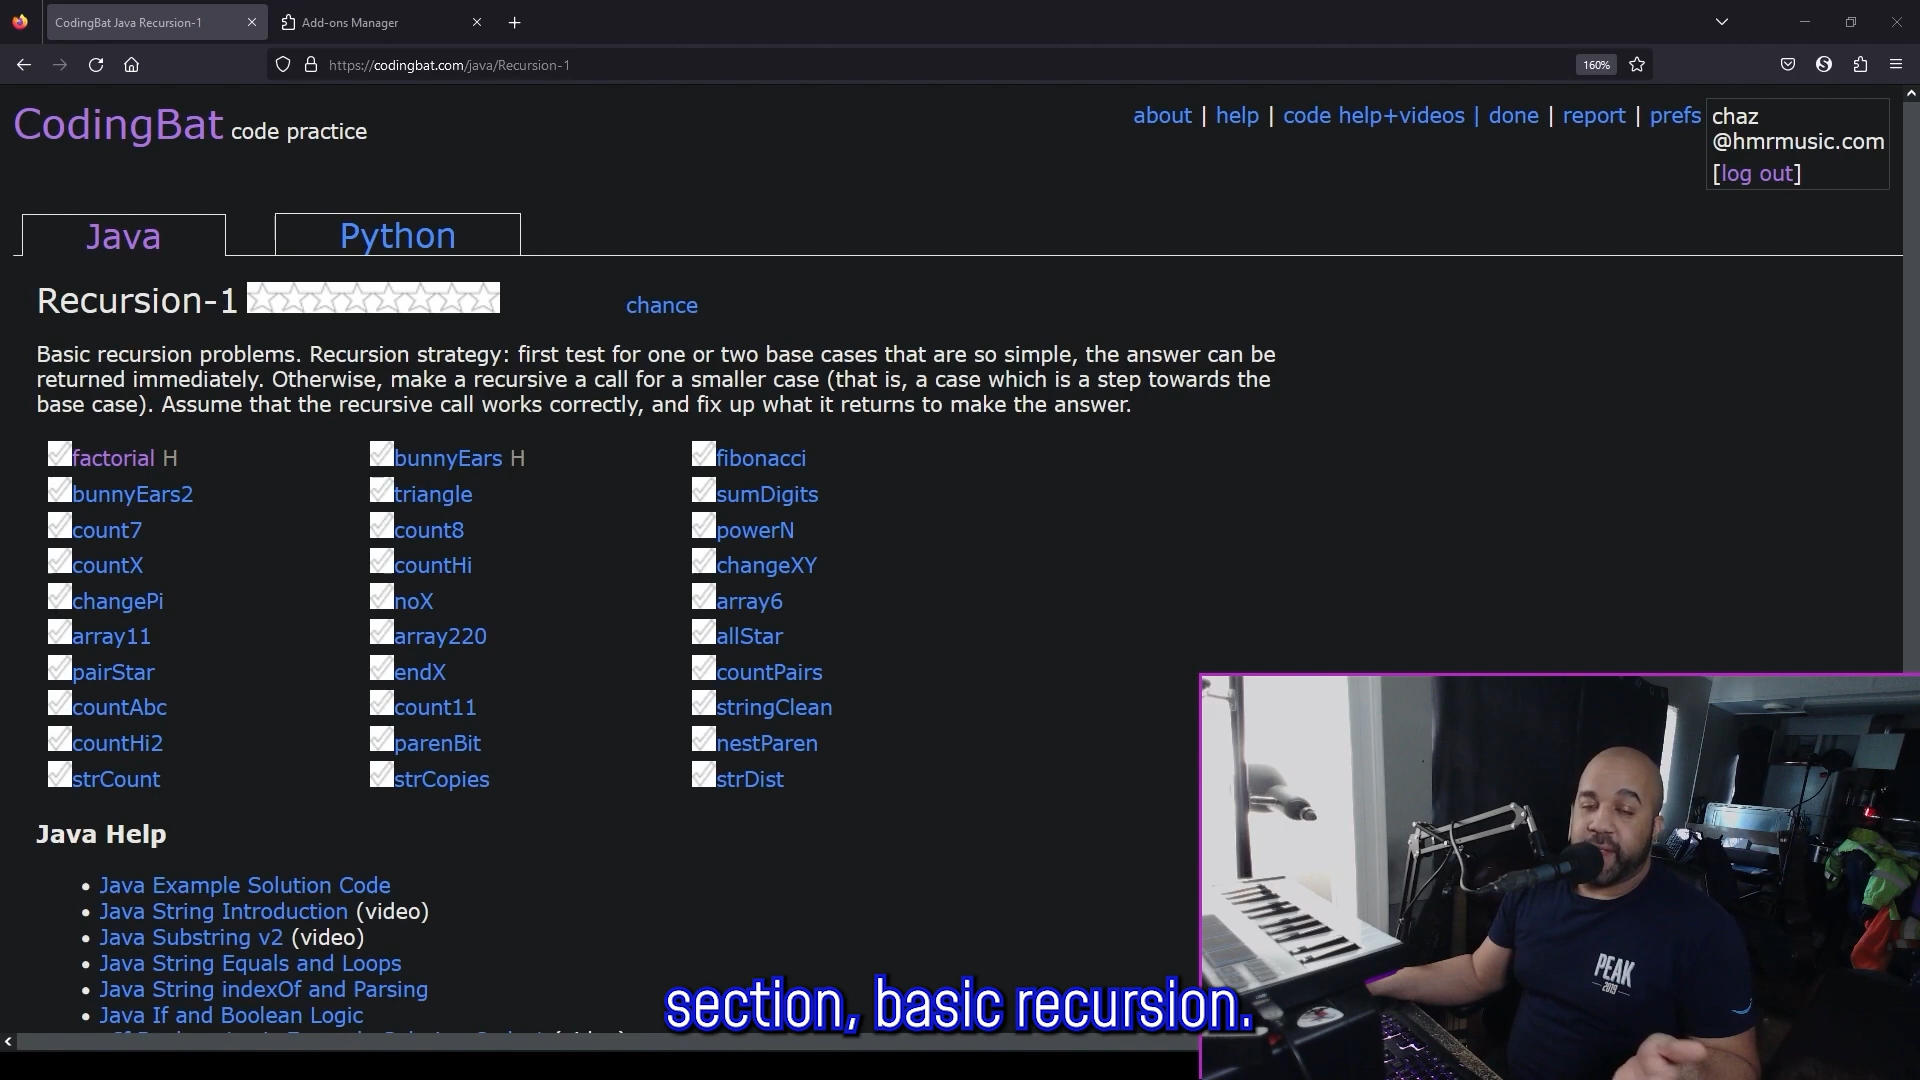 CodingBat Java Recursion-1
Add-ons Manager
https://codingbat.com/java/Recursion-1
160%
CodingBat code practice
about | help | code help+videos | done | report | prefs
chaz
@hmrmusic.com
[log out]
Java
Python
Recursion-1
chance
Basic recursion problems. Recursion strategy: first test for one or two base cases that are so simple, the answer can be
returned immediately. Otherwise, make a recursive a call for a smaller case (that is, a case which is a step towards the
base case). Assume that the recursive call works correctly, and fix up what it returns to make the answer.
factorial H
bunnyEars H
fibonacci
bunnyEars2
triangle
sumDigits
count7
count8
powerN
countX
countHi
changeXY
changePi
noX
array6
array11
array220
allStar
pairStar
endX
countPairs
countAbc
count11
stringClean
countHi2
parenBit
nestParen
strCount
strCopies
strDist
Java Help
Java Example Solution Code
Java String Introduction (video)
Java Substring v2 (video)
Java String Equals and Loops
Java String indexOf and Parsing
Java If and Boolean Logic
section, basic recursion.
PEAK
2019